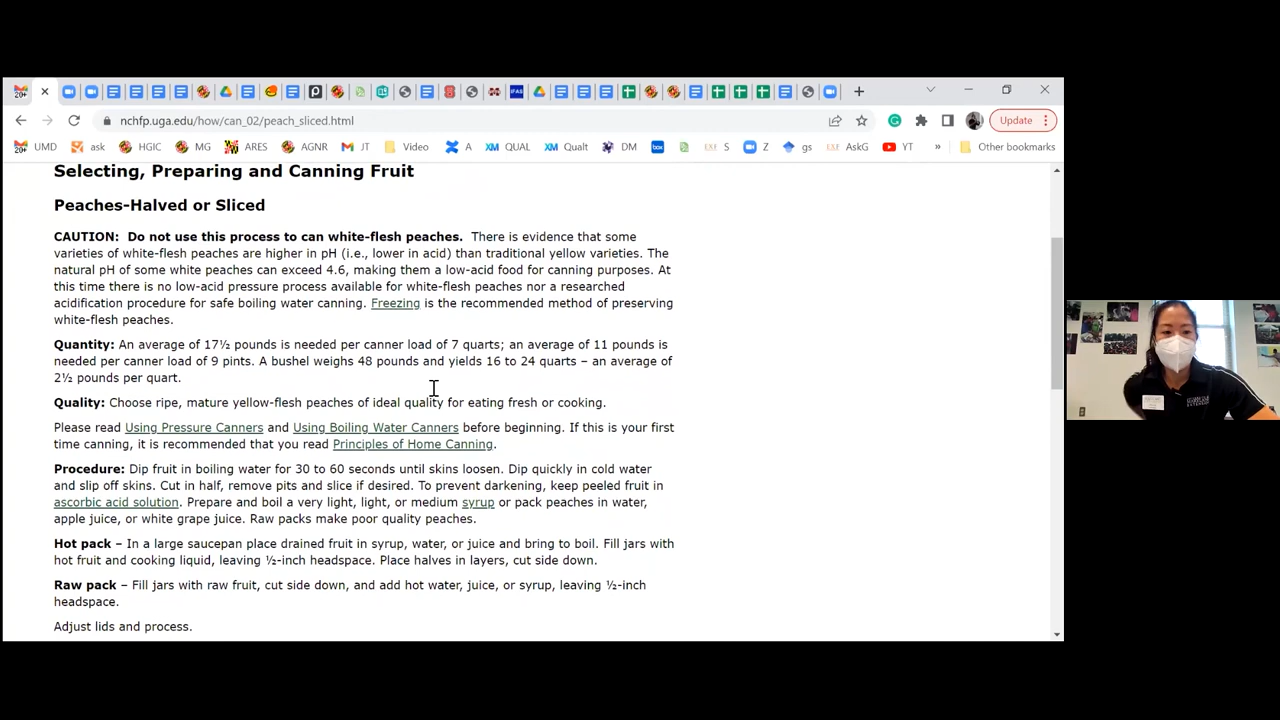 nchfp.uga.edu/how/can_02/peach_sliced.html
Update
UMD ask HGIC MG ARES AGNR JT Video A QUAL Qualt DM box S Z gs AskG YT » Other bookmarks
Selecting, Preparing and Canning Fruit
Peaches-Halved or Sliced
CAUTION: Do not use this process to can white-flesh peaches. There is evidence that some
varieties of white-flesh peaches are higher in pH (i.e., lower in acid) than traditional yellow varieties. The
natural pH of some white peaches can exceed 4.6, making them a low-acid food for canning purposes. At
this time there is no low-acid pressure process available for white-flesh peaches nor a researched
acidification procedure for safe boiling water canning. Freezing is the recommended method of preserving
white-flesh peaches.
Quantity: An average of 17½ pounds is needed per canner load of 7 quarts; an average of 11 pounds is
needed per canner load of 9 pints. A bushel weighs 48 pounds and yields 16 to 24 quarts – an average of
2½ pounds per quart.
Quality: Choose ripe, mature yellow-flesh peaches of ideal quality for eating fresh or cooking.
Please read Using Pressure Canners and Using Boiling Water Canners before beginning. If this is your first
time canning, it is recommended that you read Principles of Home Canning.
Procedure: Dip fruit in boiling water for 30 to 60 seconds until skins loosen. Dip quickly in cold water
and slip off skins. Cut in half, remove pits and slice if desired. To prevent darkening, keep peeled fruit in
ascorbic acid solution. Prepare and boil a very light, light, or medium syrup or pack peaches in water,
apple juice, or white grape juice. Raw packs make poor quality peaches.
Hot pack – In a large saucepan place drained fruit in syrup, water, or juice and bring to boil. Fill jars with
hot fruit and cooking liquid, leaving ½-inch headspace. Place halves in layers, cut side down.
Raw pack – Fill jars with raw fruit, cut side down, and add hot water, juice, or syrup, leaving ½-inch
headspace.
Adjust lids and process.